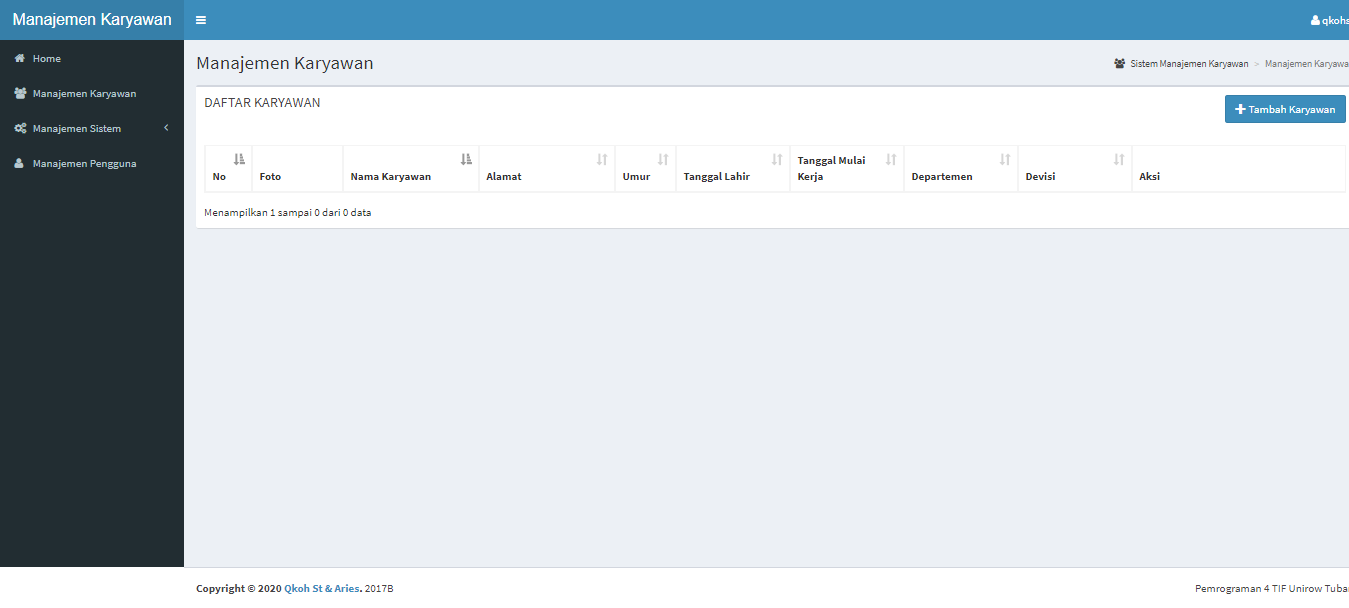 Manajemen Karyawan
qkohs
Home
Manajemen Karyawan
Manajemen Sistem
Manajemen Pengguna
Manajemen Karyawan
Sistem Manajemen Karyawan > Manajemen Karyawa
DAFTAR KARYAWAN
Tambah Karyawan
No Foto Nama Karyawan Alamat Umur Tanggal Lahir Tanggal Mulai Kerja Departemen Devisi Aksi
Menampilkan 1 sampai 0 dari 0 data
Copyright © 2020 Qkoh St & Aries. 2017B
Pemrograman 4 TIF Unirow Tuba